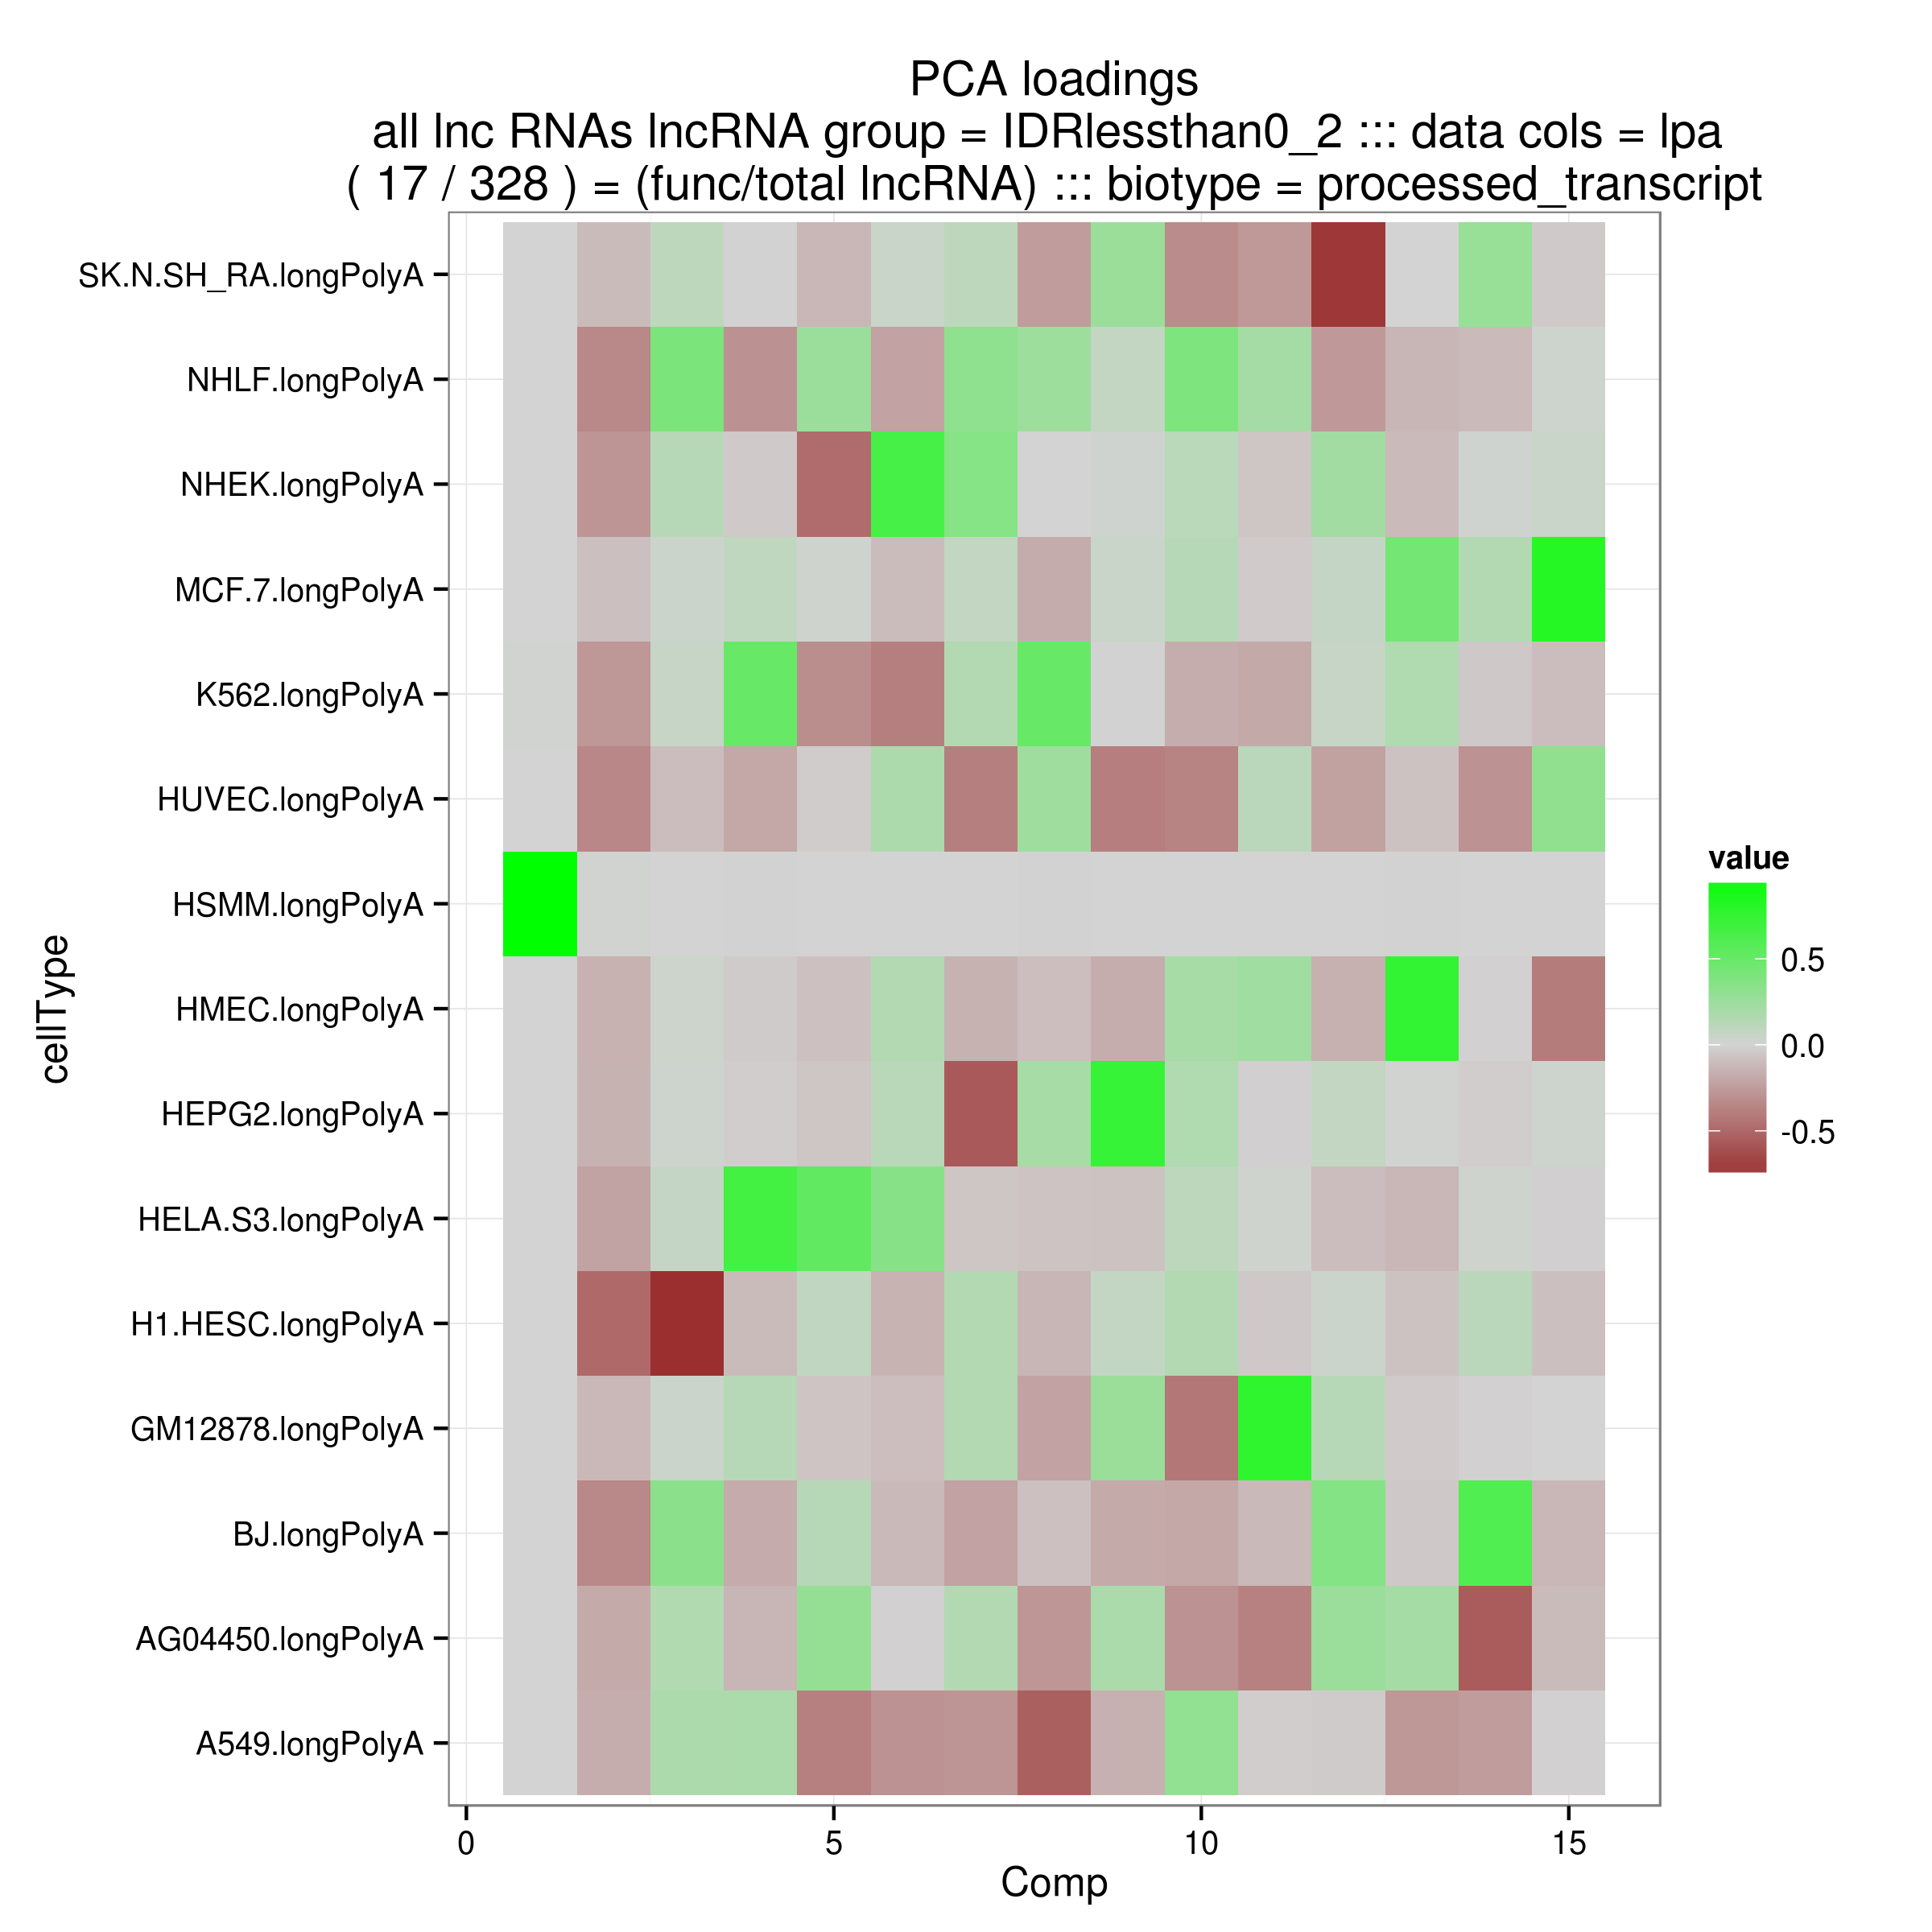 PCA loadings
all lnc RNAs lncRNA group = IDRlessthan0_2 ::: data cols = lpa
( 17 / 328 ) = (func/total lncRNA) ::: biotype = processed_transcript
SK.N.SH_RA.longPolyA
NHLF.longPolyA
NHEK.longPolyA
MCF.7.longPolyA
K562.longPolyA
HUVEC.longPolyA
HSMM.longPolyA
HMEC.longPolyA
HEPG2.longPolyA
HELA.S3.longPolyA
H1.HESC.longPolyA
GM12878.longPolyA
BJ.longPolyA
AG04450.longPolyA
A549.longPolyA
cellType
0 5 10 15
Comp
value
0.5
0.0
-0.5